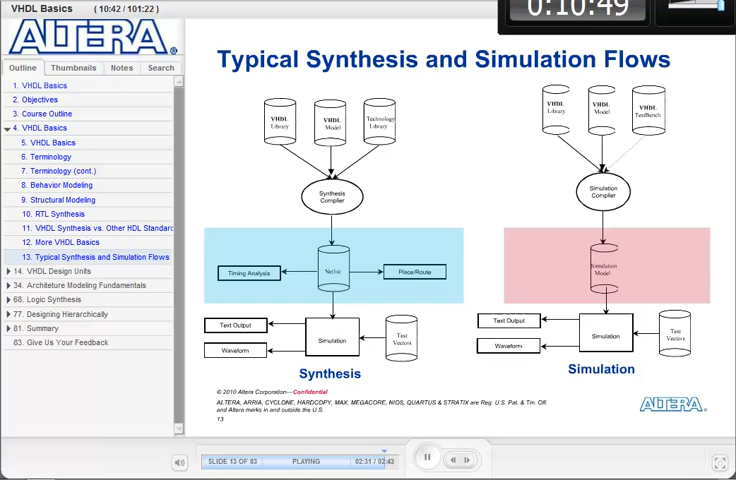 VHDL Basics ( 10:42 / 101:22 )
0:10:49
ALTERA®
Outline Thumbnails Notes Search
1. VHDL Basics
2. Objectives
3. Course Outline
4. VHDL Basics
5. VHDL Basics
6. Terminology
7. Terminology (cont.)
8. Behavior Modeling
9. Structural Modeling
10. RTL Synthesis
11. VHDL Synthesis vs. Other HDL Standard
12. More VHDL Basics
13. Typical Synthesis and Simulation Flows
14. VHDL Design Units
34. Architecture Modeling Fundamentals
68. Logic Synthesis
77. Designing Hierarchically
81. Summary
83. Give Us Your Feedback
Typical Synthesis and Simulation Flows
VHDL Library
VHDL Model
Technology Library
Synthesis Compiler
Timing Analysis
Netlist
Place/Route
Text Output
Waveform
Simulation
Test Vectors
Synthesis
VHDL Library
VHDL Model
VHDL TestBench
Simulation Compiler
Simulation Model
Text Output
Waveform
Simulation
Test Vectors
Simulation
© 2010 Altera Corporation—Confidential
ALTERA, ARRIA, CYCLONE, HARDCOPY, MAX, MEGACORE, NIOS, QUARTUS & STRATIX are Reg. U.S. Pat. & Tm. Off.
and Altera marks in and outside the U.S.
13
ALTERA®
SLIDE 13 OF 83 PLAYING 02:31 / 02:43